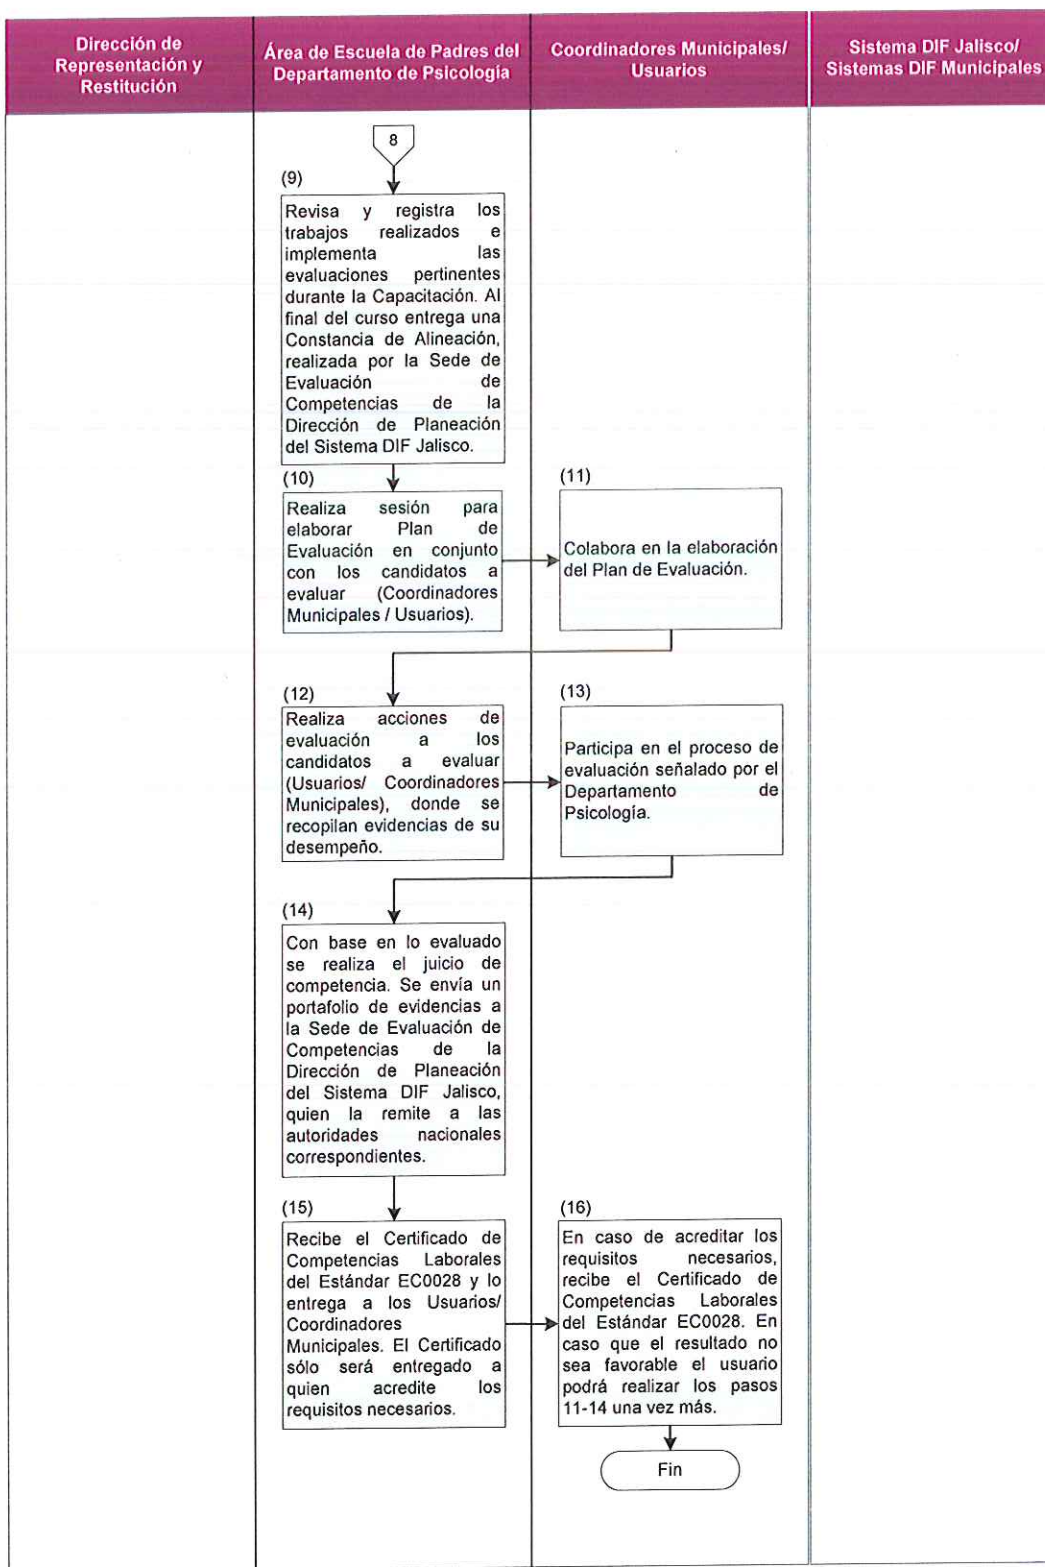 Dirección de
Representación y
Restitución
Área de Escuela de Padres del
Departamento de Psicología
Coordinadores Municipales/
Usuarios
Sistema DIF Jalisco/
Sistemas DIF Municipales
8
(9)
Revisa y registra los
trabajos realizados e
implementa las
evaluaciones pertinentes
durante la Capacitación. Al
final del curso entrega una
Constancia de Alineación,
realizada por la Sede de
Evaluación de
Competencias de la
Dirección de Planeación
del Sistema DIF Jalisco.
(10)
Realiza sesión para
elaborar Plan de
Evaluación en conjunto
con los candidatos a
evaluar (Coordinadores
Municipales / Usuarios).
(11)
Colabora en la elaboración
del Plan de Evaluación.
(12)
Realiza acciones de
evaluación a los
candidatos a evaluar
(Usuarios/ Coordinadores
Municipales), donde se
recopilan evidencias de su
desempeño.
(13)
Participa en el proceso de
evaluación señalado por el
Departamento de
Psicología.
(14)
Con base en lo evaluado
se realiza el juicio de
competencia. Se envía un
portafolio de evidencias a
la Sede de Evaluación de
Competencias de la
Dirección de Planeación
del Sistema DIF Jalisco,
quien la remite a las
autoridades nacionales
correspondientes.
(15)
Recibe el Certificado de
Competencias Laborales
del Estándar EC0028 y lo
entrega a los Usuarios/
Coordinadores
Municipales. El Certificado
sólo será entregado a
quien acredite los
requisitos necesarios.
(16)
En caso de acreditar los
requisitos necesarios,
recibe el Certificado de
Competencias Laborales
del Estándar EC0028. En
caso que el resultado no
sea favorable el usuario
podrá realizar los pasos
11-14 una vez más.
Fin